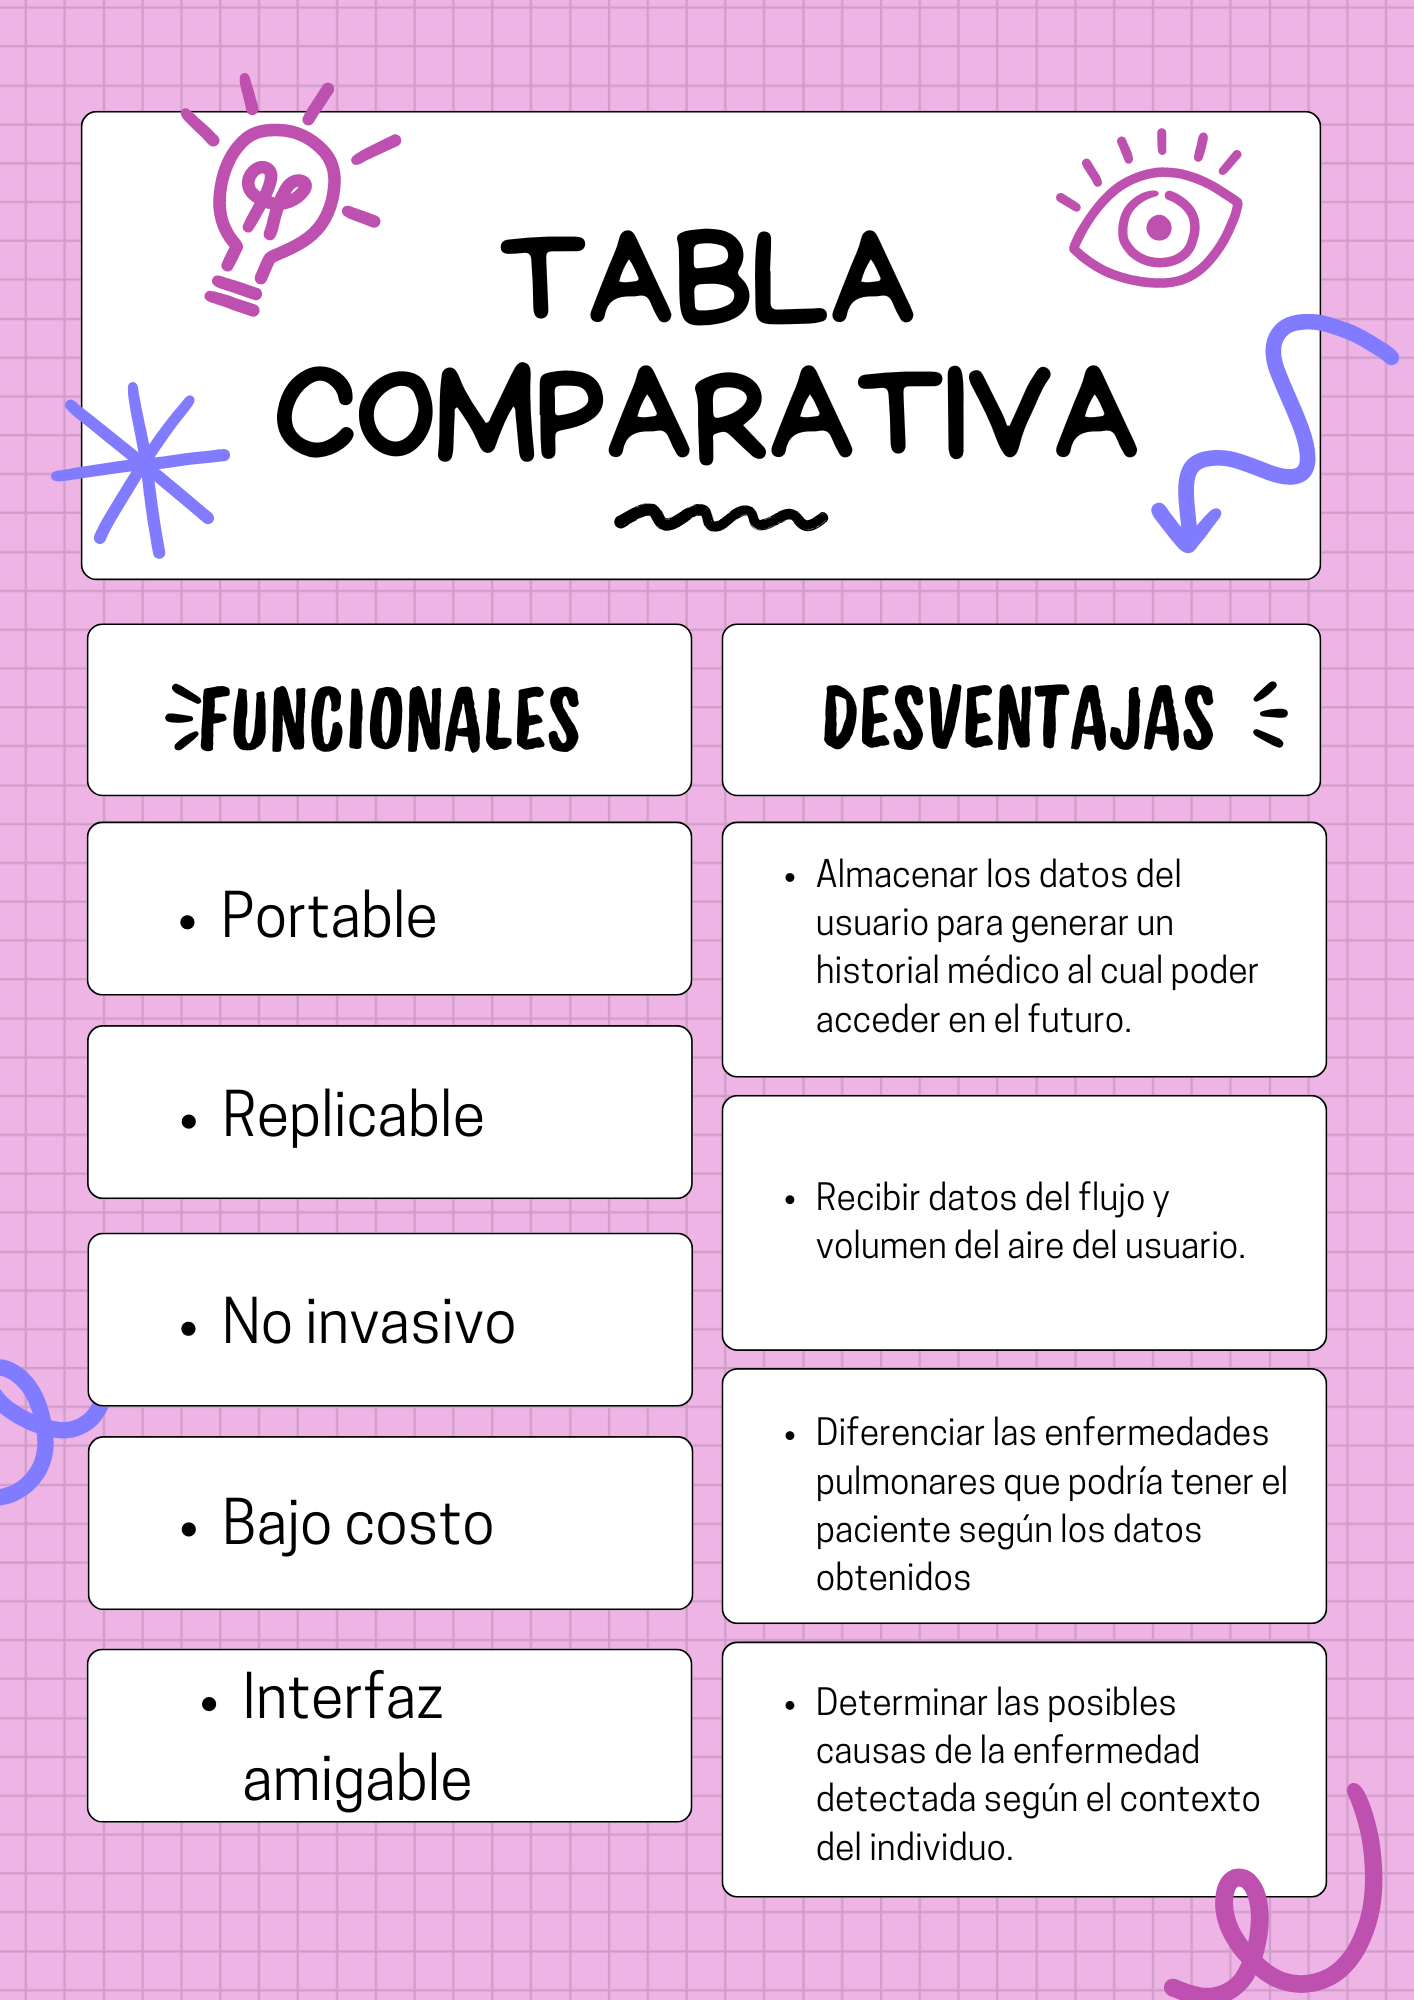 TABLA
COMPARATIVA
FUNCIONALES
• Portable
• Replicable
• No invasivo
• Bajo costo
• Interfaz
amigable
DESVENTAJAS
• Almacenar los datos del
usuario para generar un
historial médico al cual poder
acceder en el futuro.
• Recibir datos del flujo y
volumen del aire del usuario.
• Diferenciar las enfermedades
pulmonares que podría tener el
paciente según los datos
obtenidos
• Determinar las posibles
causas de la enfermedad
detectada según el contexto
del individuo.